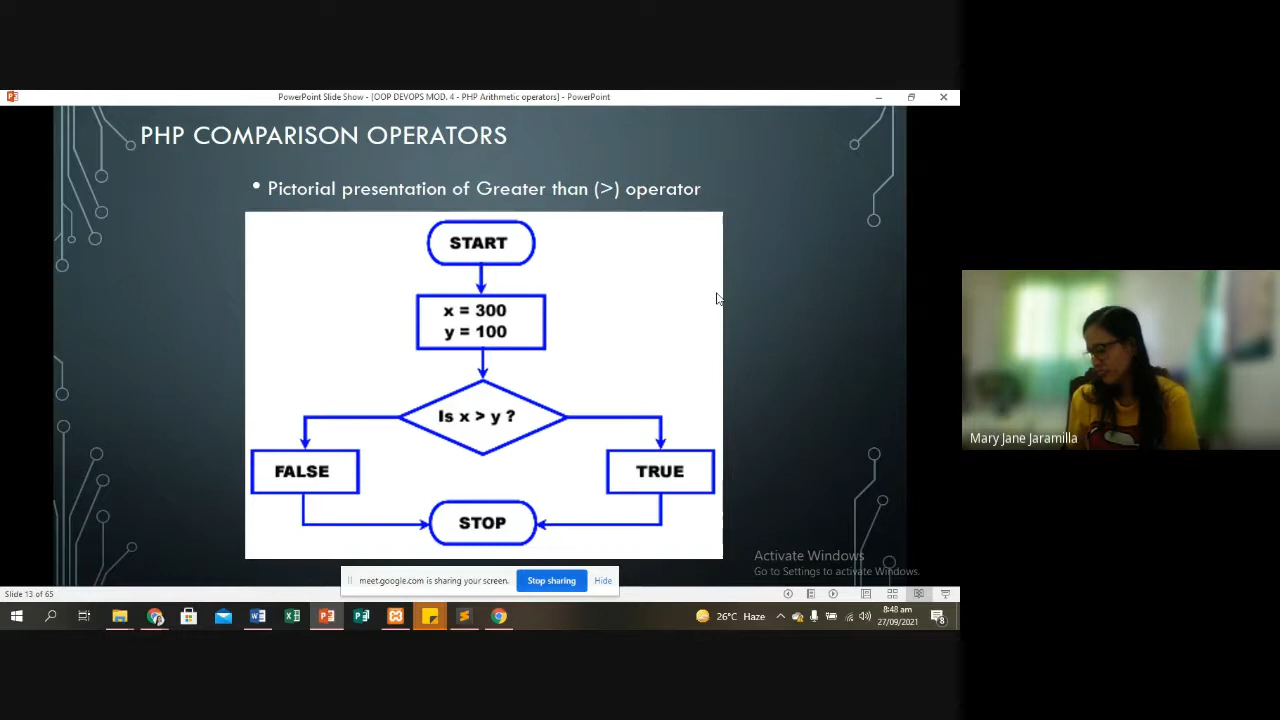 PowerPoint Slide Show - [OOP DEVOPS MOD. 4 - PHP Arithmetic operators] - PowerPoint
PHP COMPARISON OPERATORS
• Pictorial presentation of Greater than (>) operator
START
x = 300
y = 100
Is x > y ?
FALSE
TRUE
STOP
Mary Jane Jaramilla
Activate Windows
Go to Settings to activate Windows.
meet.google.com is sharing your screen.
Stop sharing
Hide
Slide 13 of 65
26°C Haze
8:48 am
27/09/2021
8